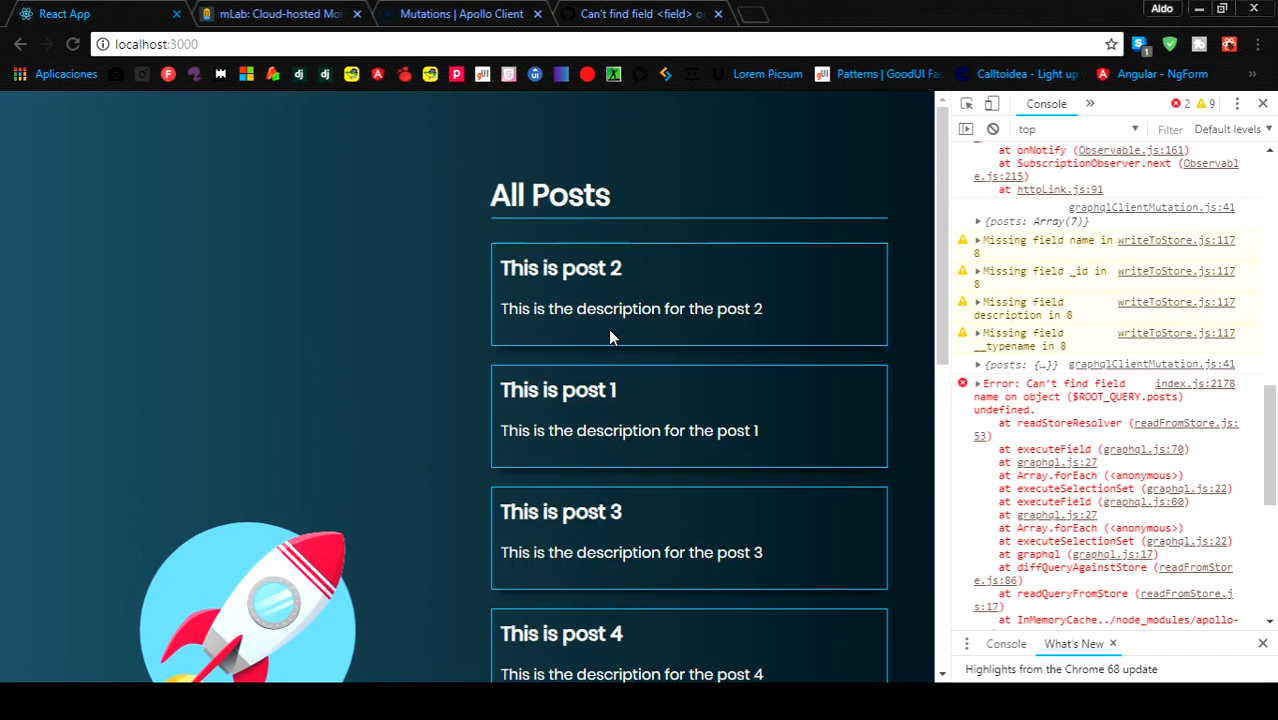 React App
mLab: Cloud-hosted Mon
Mutations | Apollo Client
Can't find field <field> o
Aldo
localhost:3000
1
Aplicaciones
dj
dj
gUI
Lorem Picsum
gUI
Patterns | GoodUI Fa
Calltoidea - Light up
Angular - NgForm
Console
2
9
top
Filter
Default levels
at onNotify (Observable.js:161)
at SubscriptionObserver.next (Observabl
e.js:215)
at httpLink.js:91
graphqlClientMutation.js:41
{posts: Array(7)}
Missing field name in writeToStore.js:117
8
Missing field _id in writeToStore.js:117
8
Missing field writeToStore.js:117
description in 8
Missing field writeToStore.js:117
__typename in 8
{posts: {…}} graphqlClientMutation.js:41
Error: Can't find field index.js:2178
name on object ($ROOT_QUERY.posts)
undefined.
at readStoreResolver (readFromStore.js:
53)
at executeField (graphql.js:70)
at graphql.js:27
at Array.forEach (<anonymous>)
at executeSelectionSet (graphql.js:22)
at executeField (graphql.js:80)
at graphql.js:27
at Array.forEach (<anonymous>)
at executeSelectionSet (graphql.js:22)
at graphql (graphql.js:17)
at diffQueryAgainstStore (readFromStor
e.js:86)
at readQueryFromStore (readFromStore.j
s:17)
at InMemoryCache../node_modules/apollo-
Console
What's New
Highlights from the Chrome 68 update
All Posts
This is post 2
This is the description for the post 2
This is post 1
This is the description for the post 1
This is post 3
This is the description for the post 3
This is post 4
This is the description for the post 4